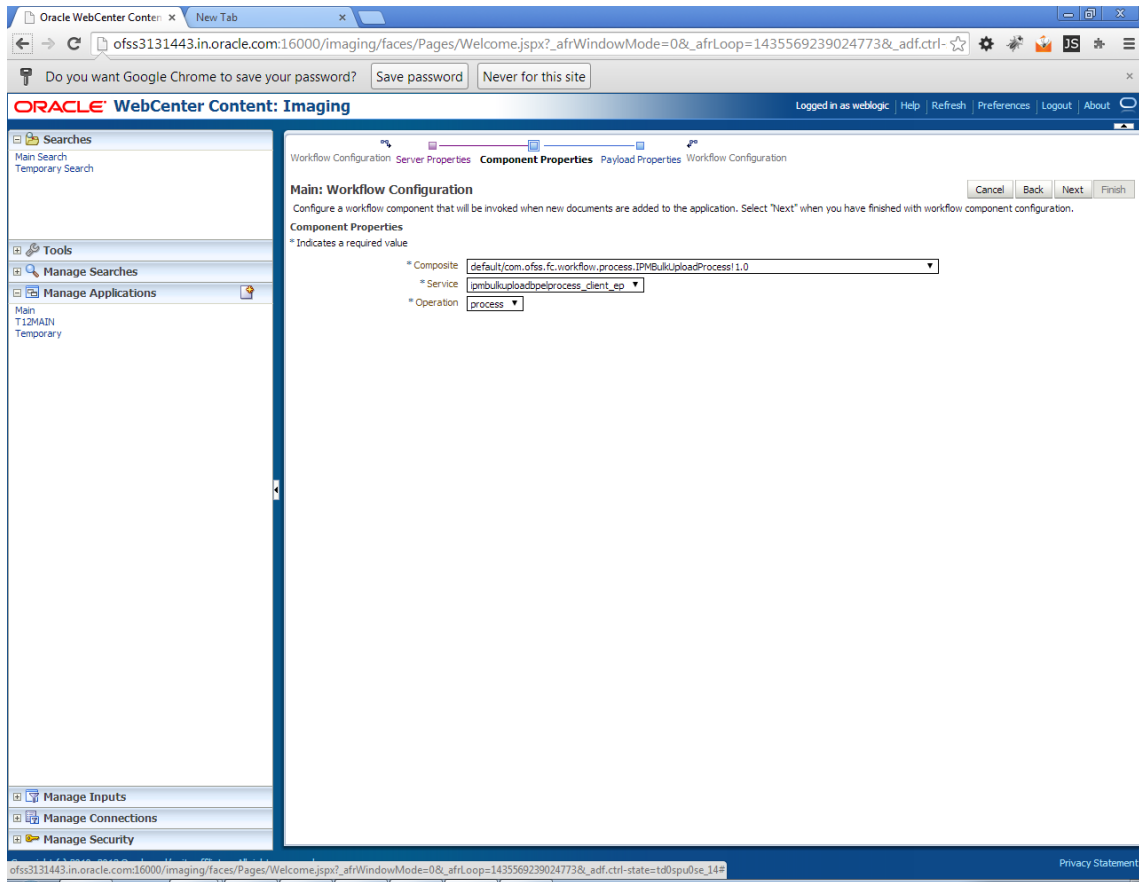 Oracle WebCenter Conten ×
New Tab ×
ofss3131443.in.oracle.com:16000/imaging/faces/Pages/Welcome.jspx?_afrWindowMode=0&_afrLoop=1435569239024773&_adf.ctrl-
JS
Do you want Google Chrome to save your password? Save password Never for this site ×
ORACLE WebCenter Content: Imaging
Logged in as weblogic Help Refresh Preferences Logout About
Searches
Main Search
Temporary Search
Tools
Manage Searches
Manage Applications
Main
T12MAIN
Temporary
Manage Inputs
Manage Connections
Manage Security
Workflow Configuration Server Properties Component Properties Payload Properties Workflow Configuration
Main: Workflow Configuration
Cancel Back Next Finish
Configure a workflow component that will be invoked when new documents are added to the application. Select "Next" when you have finished with workflow component configuration.
Component Properties
* Indicates a required value
* Composite default/com.ofss.fc.workflow.process.IPMBulkUploadProcess!1.0
* Service ipmbulkuploadbpelprocess_client_ep
* Operation process
Privacy Statement
ofss3131443.in.oracle.com:16000/imaging/faces/Pages/Welcome.jspx?_afrWindowMode=0&_afrLoop=1435569239024773&_adf.ctrl-state=td0spu0se_14#